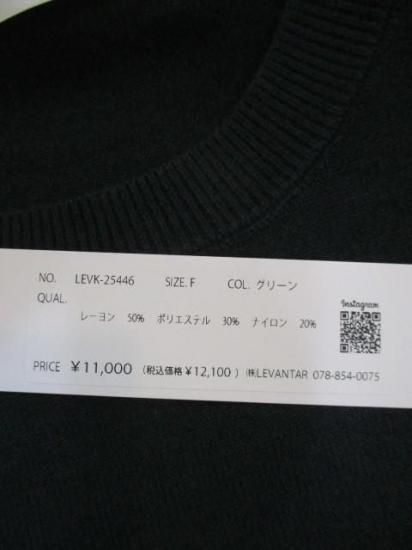 NO. LEVK-25446 SIZE. F COL. グリーン
QUAL.
レーヨン 50% ポリエステル 30% ナイロン 20%
Instagram
PRICE ¥11,000 (税込価格¥12,100 ) ㈱LEVANTAR 078-854-0075